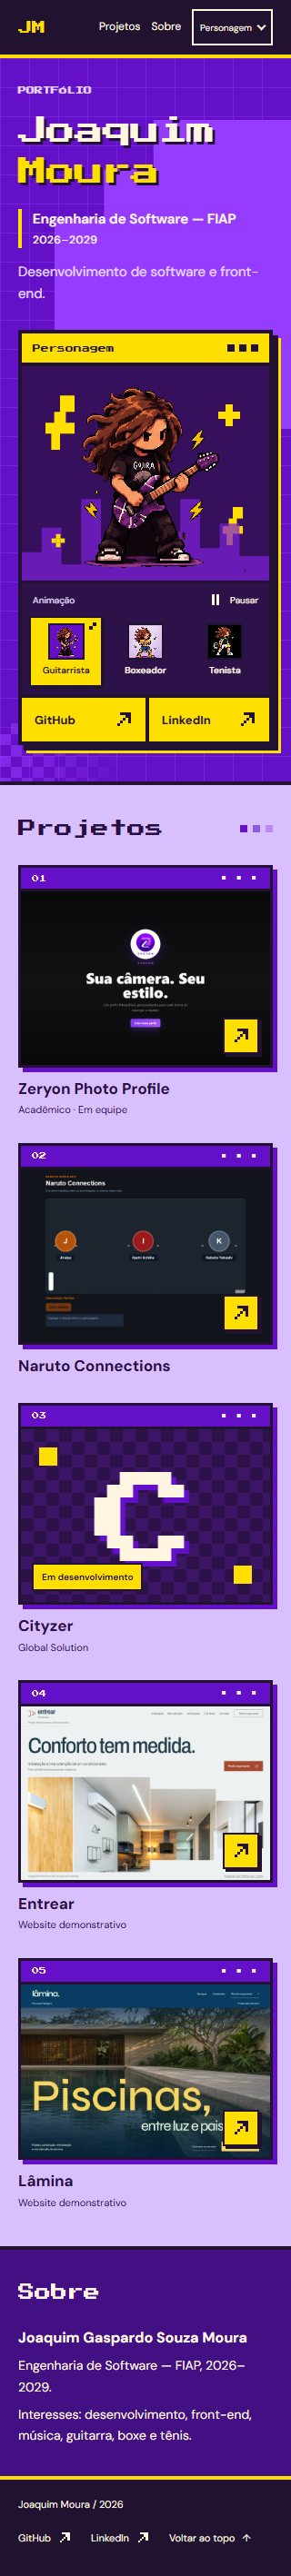 JM
Projetos
Sobre
Personagem
PORTFóLIO
Joaquim
Moura
Engenharia de Software — FIAP
2026–2029
Desenvolvimento de software e front-
end.
Personagem
GOJIRA
Animação
Pausar
Guitarrista
Boxeador
Tenista
GitHub
LinkedIn
Projetos
01
Sua câmera. Seu
estilo.
Zeryon Photo Profile
Acadêmico · Em equipe
02
Naruto Connections
J
I
K
Naruto Connections
03
C
Em desenvolvimento
Cityzer
Global Solution
04
entrear
Conforto tem medida.
Entrear
Website demonstrativo
05
lâmina.
Piscinas,
entre luz e pais
Lâmina
Website demonstrativo
Sobre
Joaquim Gaspardo Souza Moura
Engenharia de Software — FIAP, 2026–
2029.
Interesses: desenvolvimento, front-end,
música, guitarra, boxe e tênis.
Joaquim Moura / 2026
GitHub
LinkedIn
Voltar ao topo